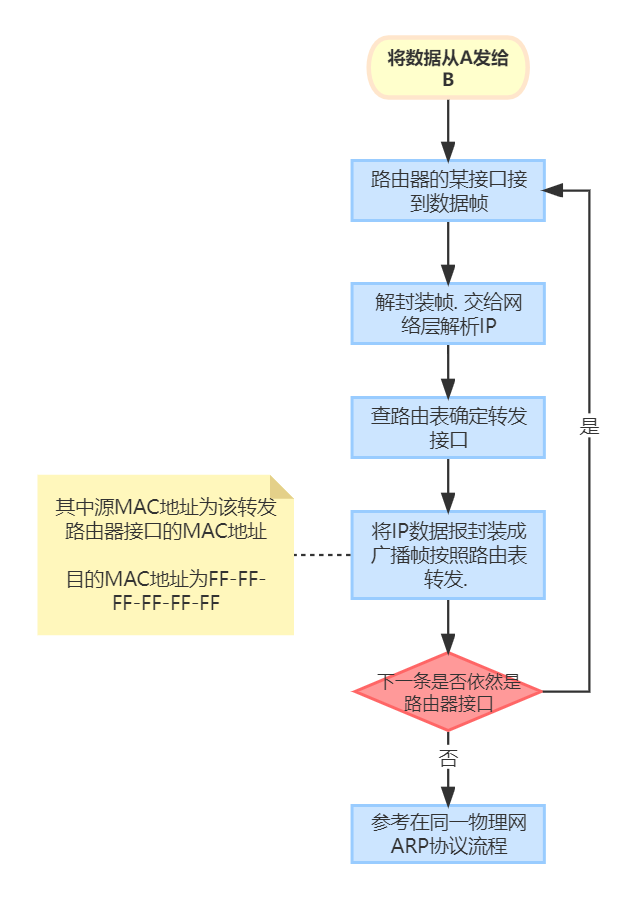 将数据从A发给
B
路由器的某接口接
到数据帧
解封装帧. 交给网
络层解析IP
查路由表确定转发
接口
是
其中源MAC地址为该转发
路由器接口的MAC地址
目的MAC地址为FF-FF-
FF-FF-FF-FF
将IP数据报封装成
广播帧按照路由表
转发.
下一条是否依然是
路由器接口
否
参考在同一物理网
ARP协议流程